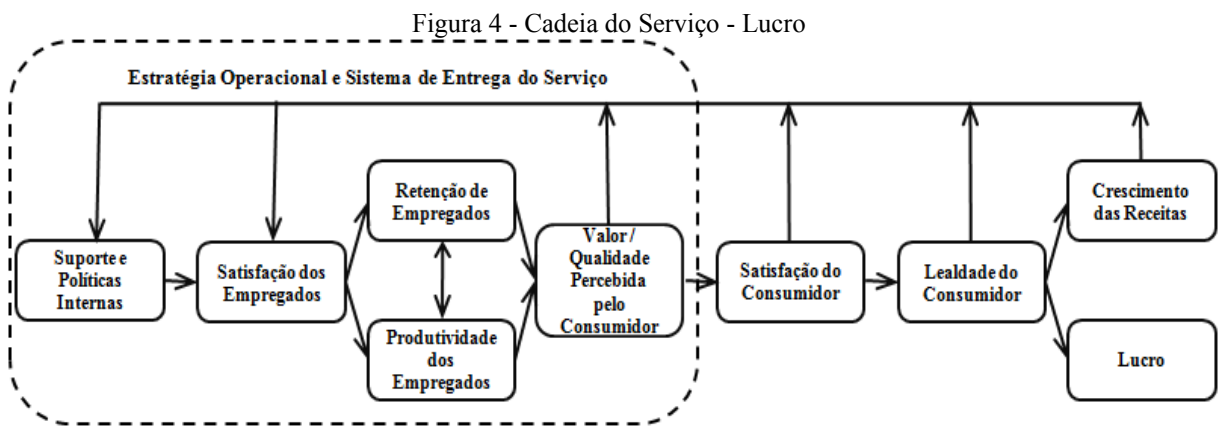 Figura 4 - Cadeia do Serviço - Lucro
Estratégia Operacional e Sistema de Entrega do Serviço
Suporte e
Políticas
Internas
Satisfação dos
Empregados
Retenção de
Empregados
Produtividade
dos
Empregados
Valor /
Qualidade
Percebida
pelo
Consumidor
Satisfação do
Consumidor
Lealdade do
Consumidor
Crescimento
das Receitas
Lucro